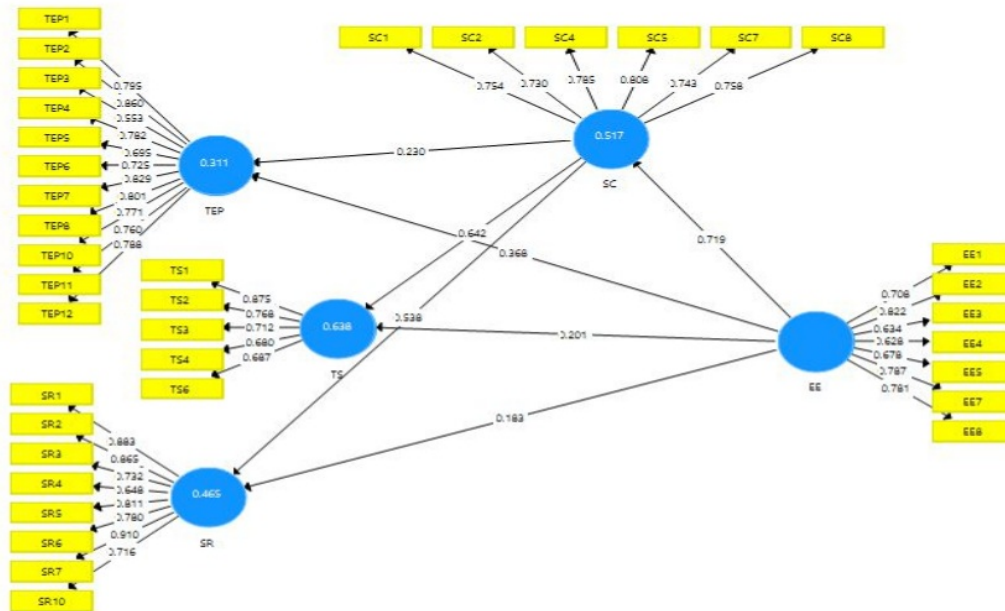 TEP1
TEP2
TEP3
TEP4
TEP5
TEP6
TEP7
TEP8
TEP10
TEP11
TEP12
0.795
0.860
0.553
0.782
0.695
0.725
0.829
0.801
0.771
0.760
0.788
0.311
TEP
SC1
SC2
SC4
SC5
SC7
SC8
0.754
0.730
0.785
0.808
0.743
0.758
0.517
SC
0.230
0.642
0.538
0.368
0.719
0.201
0.183
TS1
TS2
TS3
TS4
TS6
0.875
0.768
0.712
0.680
0.687
0.638
TS
EE
0.708
0.822
0.634
0.628
0.678
0.787
0.781
EE1
EE2
EE3
EE4
EE5
EE7
EE8
SR1
SR2
SR3
SR4
SR5
SR6
SR7
SR10
0.883
0.865
0.732
0.648
0.811
0.780
0.910
0.716
0.465
SR